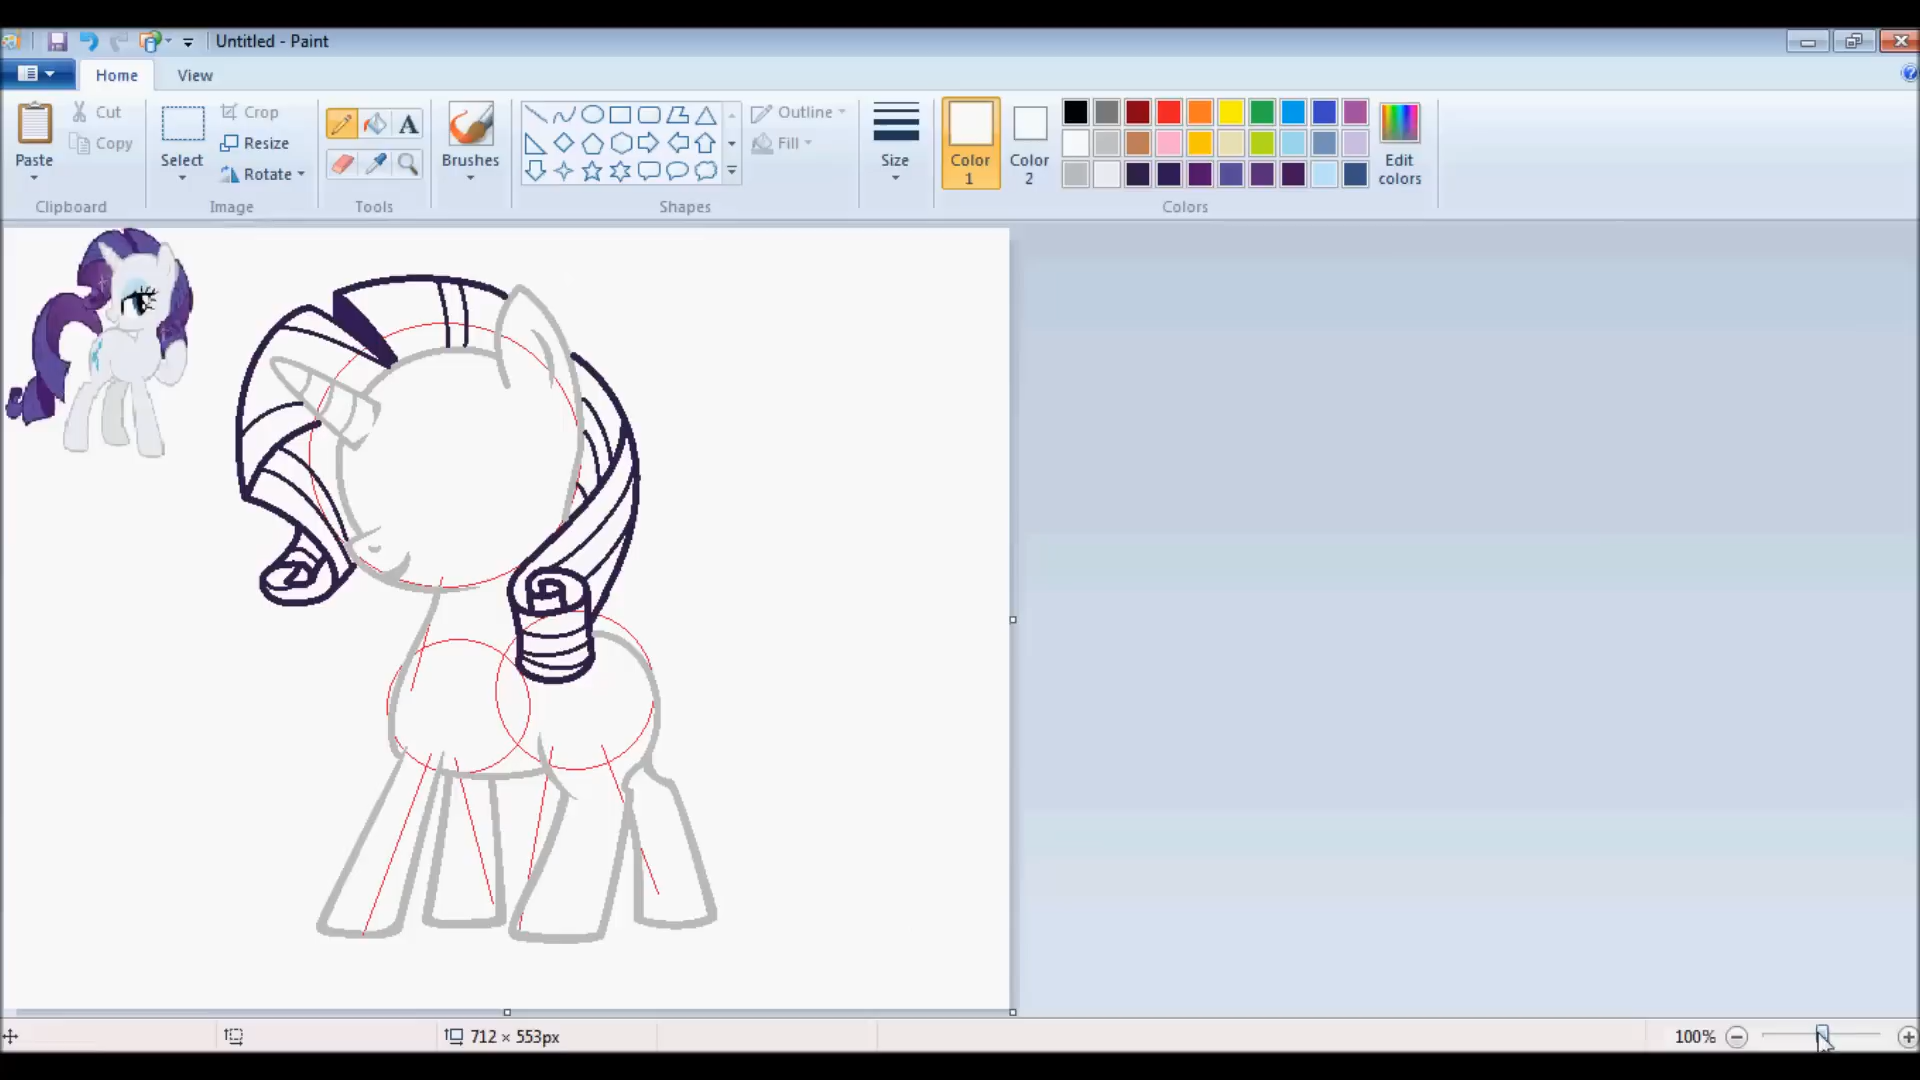 Untitled - Paint
Home View
Paste
Cut
Copy
Clipboard
Select
Crop
Resize
Rotate
Image
Tools
Brushes
Shapes
Outline
Fill
Size
Color 1
Color 2
Edit colors
Colors
712 × 553px
100%